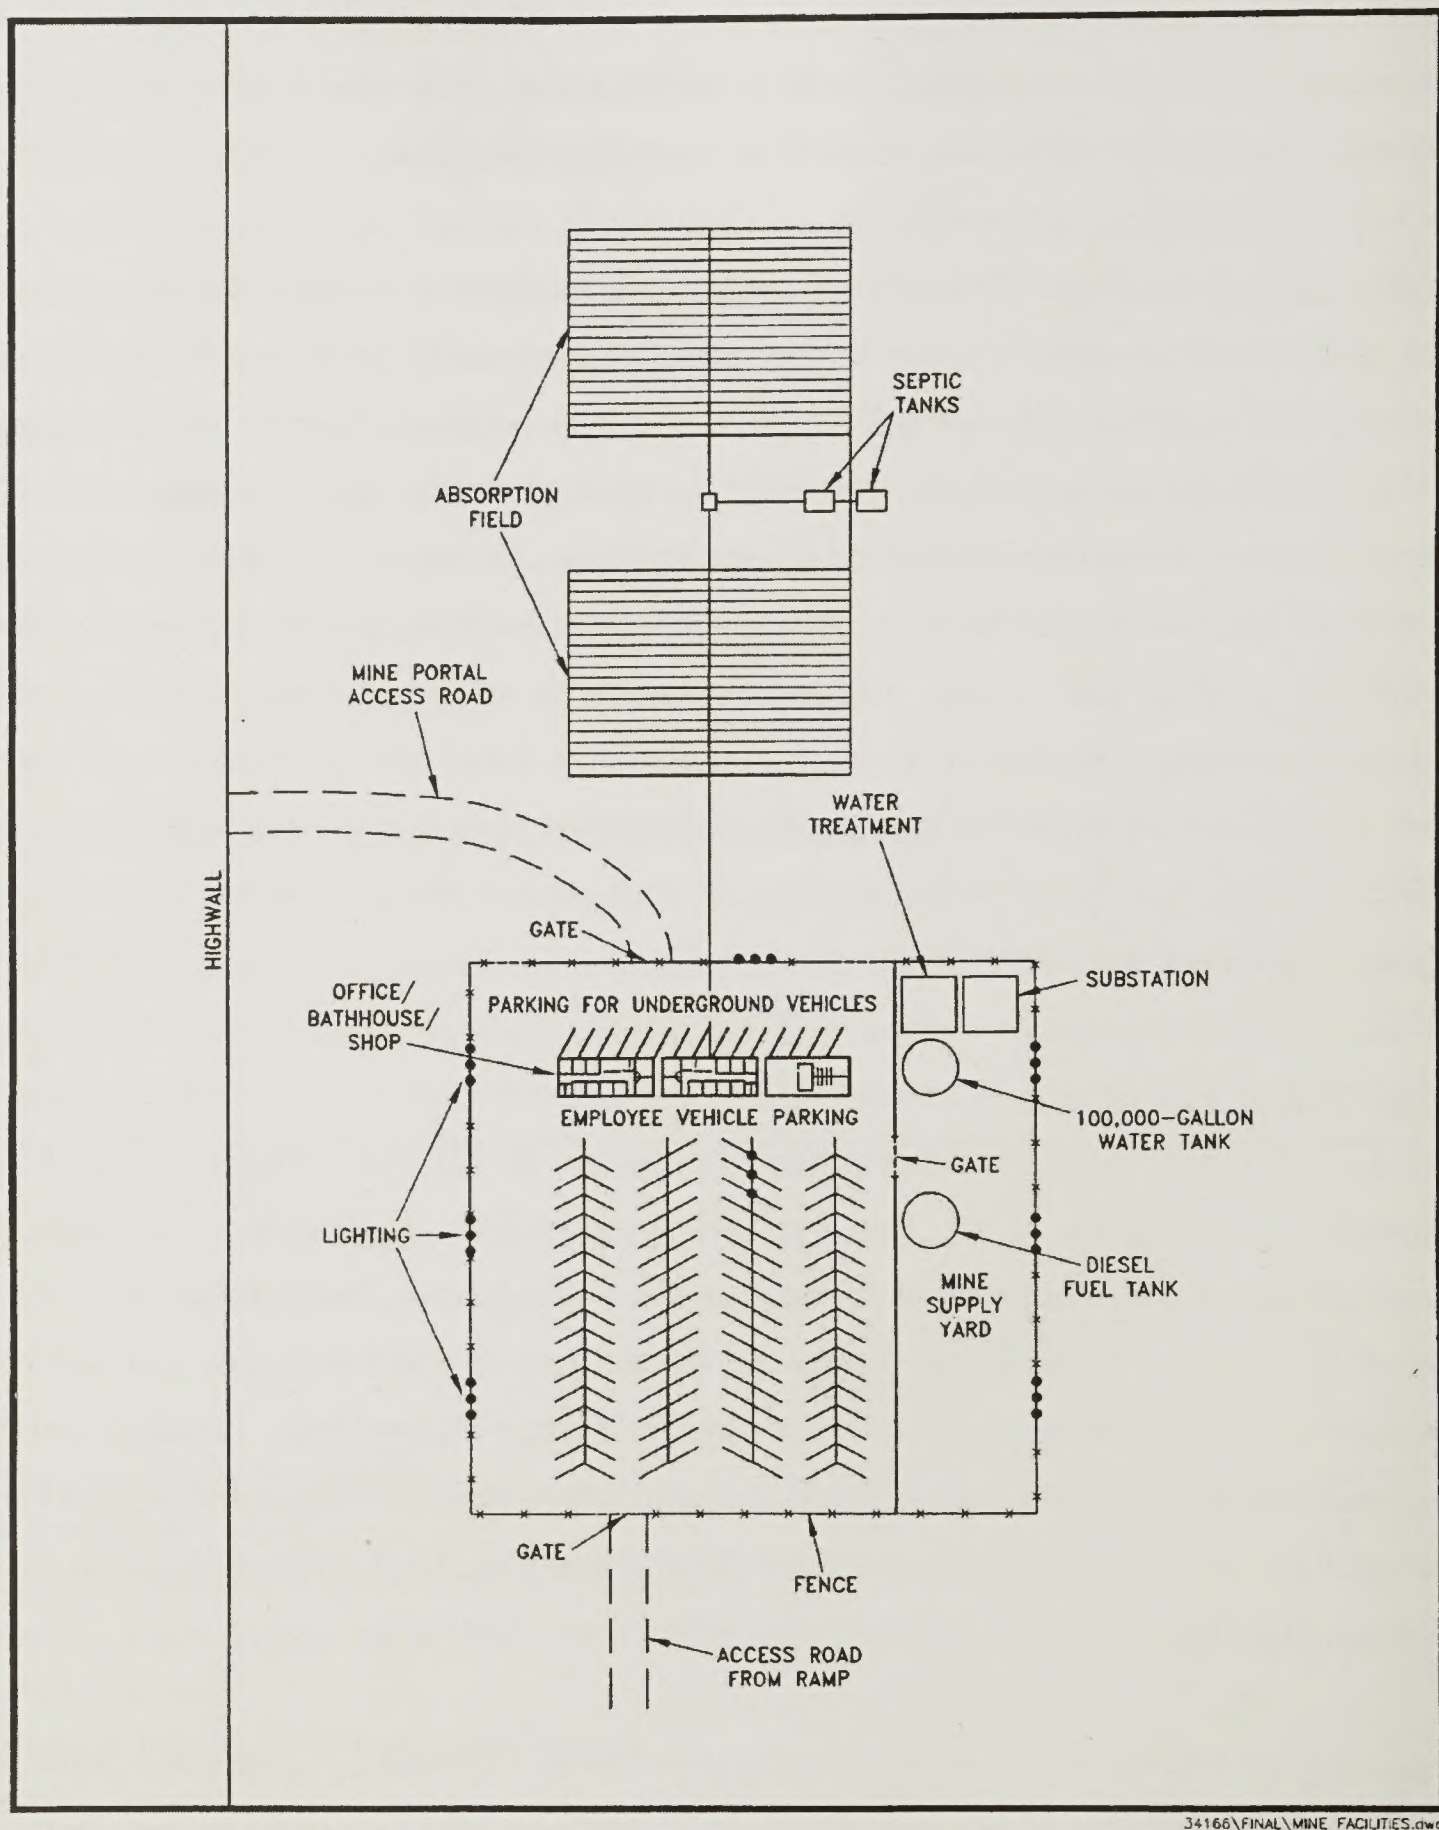 SEPTIC
TANKS
ABSORPTION
FIELD
MINE PORTAL
ACCESS ROAD
WATER
TREATMENT
HIGHWALL
GATE
SUBSTATION
OFFICE/
BATHHOUSE/
SHOP
PARKING FOR UNDERGROUND VEHICLES
EMPLOYEE VEHICLE PARKING
100,000-GALLON
WATER TANK
GATE
LIGHTING
DIESEL
FUEL TANK
MINE
SUPPLY
YARD
GATE
FENCE
ACCESS ROAD
FROM RAMP
34166\FINAL\MINE FACILITIES.dwg